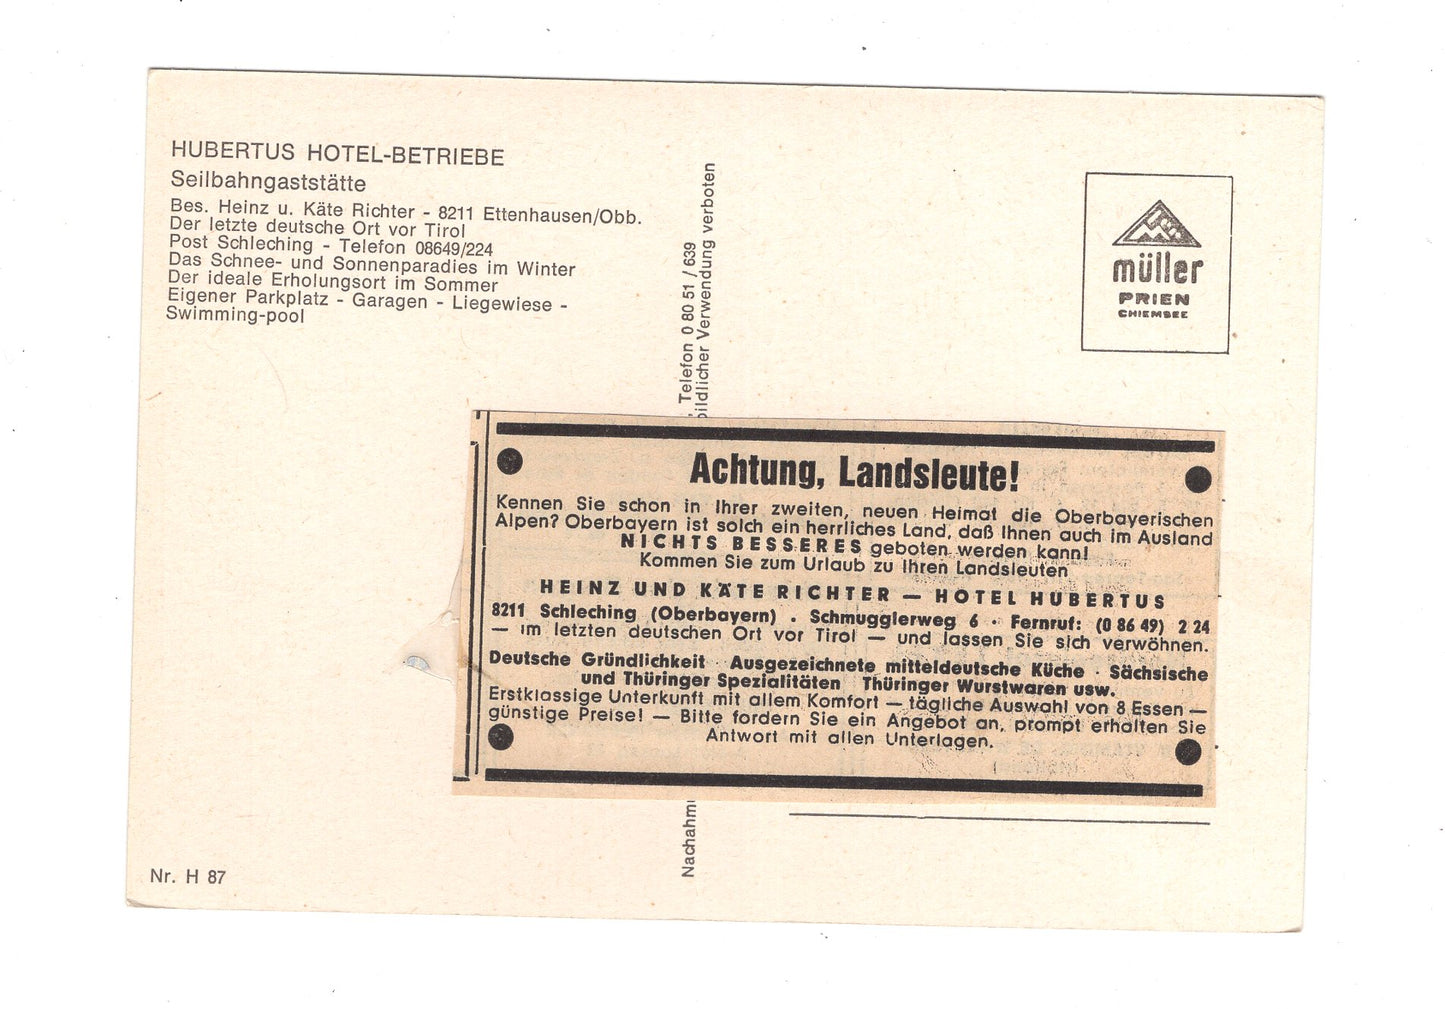 HUBERTUS HOTEL-BETRIEBE
Seilbahngaststätte
Bes. Heinz u. Käte Richter - 8211 Ettenhausen/Obb.
Der letzte deutsche Ort vor Tirol
Post Schleching - Telefon 08649/224
Das Schnee- und Sonnenparadies im Winter
Der ideale Erholungsort im Sommer
Eigener Parkplatz - Garagen - Liegewiese -
Swimming-pool
Nr. H 87
Telefon 0 80 51 / 639
bildlicher Verwendung verboten
müller
PRIEN
CHIEMSEE
Achtung, Landsleute!
Kennen Sie schon in Ihrer zweiten, neuen Heimat die Oberbayerischen
Alpen? Oberbayern ist solch ein herrliches Land, daß Ihnen auch im Ausland
NICHTS BESSERES geboten werden kann!
Kommen Sie zum Urlaub zu Ihren Landsleuten
HEINZ UND KÄTE RICHTER — HOTEL HUBERTUS
8211 Schleching (Oberbayern) · Schmugglerweg 6 · Fernruf: (0 86 49) 2 24
— im letzten deutschen Ort vor Tirol — und lassen Sie sich verwöhnen.
Deutsche Gründlichkeit · Ausgezeichnete mitteldeutsche Küche · Sächsische
und Thüringer Spezialitäten Thüringer Wurstwaren usw.
Erstklassige Unterkunft mit allem Komfort — tägliche Auswahl von 8 Essen —
günstige Preise! — Bitte fordern Sie ein Angebot an, prompt erhalten Sie
Antwort mit allen Unterlagen.